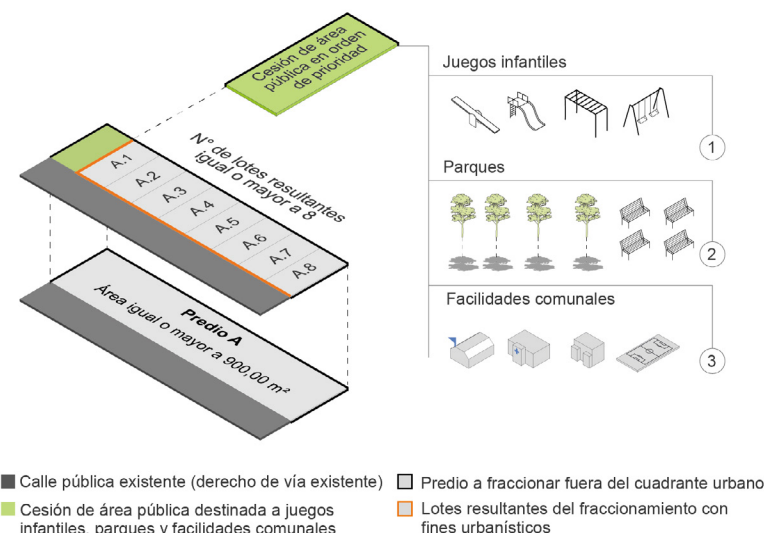 Cesión de área
pública en orden
de prioridad
Juegos infantiles
1
Parques
2
Facilidades comunales
3
N° de lotes resultantes
igual o mayor a 8
A.1
A.2
A.3
A.4
A.5
A.6
A.7
A.8
Predio A
Área igual o mayor a 900,00 m²
Calle pública existente (derecho de vía existente)
Predio a fraccionar fuera del cuadrante urbano
Cesión de área pública destinada a juegos
infantiles, parques y facilidades comunales
Lotes resultantes del fraccionamiento con
fines urbanísticos